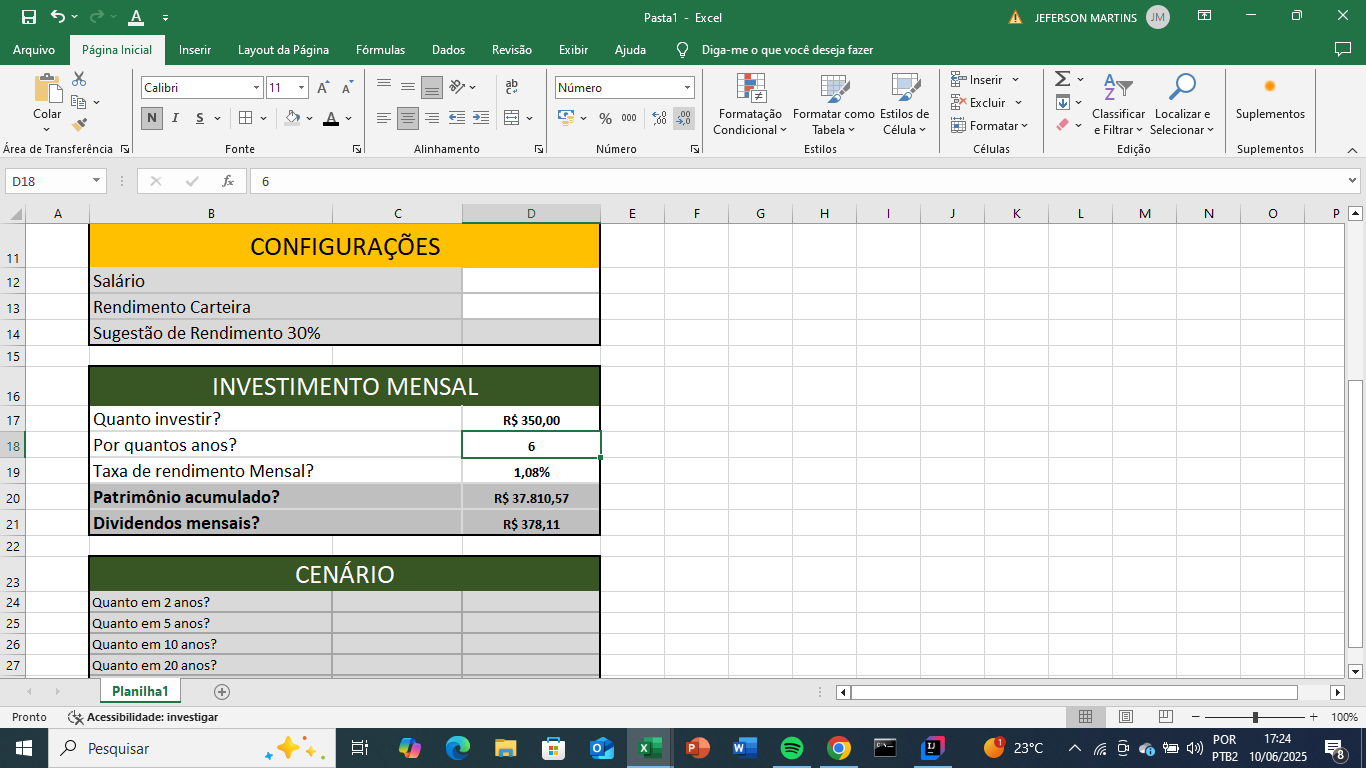 Pasta1 - Excel
JEFERSON MARTINS JM
Arquivo Página Inicial Inserir Layout da Página Fórmulas Dados Revisão Exibir Ajuda Diga-me o que você deseja fazer
Calibri 11
Número
Inserir
Excluir
Formatar
Colar
N I S
% 000
Formatação Condicional
Formatar como Tabela
Estilos de Célula
Classificar e Filtrar
Localizar e Selecionar
Suplementos
Área de Transferência Fonte Alinhamento Número Estilos Células Edição Suplementos
D18 fx 6
A B C D E F G H I J K L M N O P
11 CONFIGURAÇÕES
12 Salário
13 Rendimento Carteira
14 Sugestão de Rendimento 30%
15
16 INVESTIMENTO MENSAL
17 Quanto investir? R$ 350,00
18 Por quantos anos? 6
19 Taxa de rendimento Mensal? 1,08%
20 Patrimônio acumulado? R$ 37.810,57
21 Dividendos mensais? R$ 378,11
22
23 CENÁRIO
24 Quanto em 2 anos?
25 Quanto em 5 anos?
26 Quanto em 10 anos?
27 Quanto em 20 anos?
Planilha1
Pronto Acessibilidade: investigar 100%
Pesquisar
1 23°C
POR
PTB2
17:24
10/06/2025
8